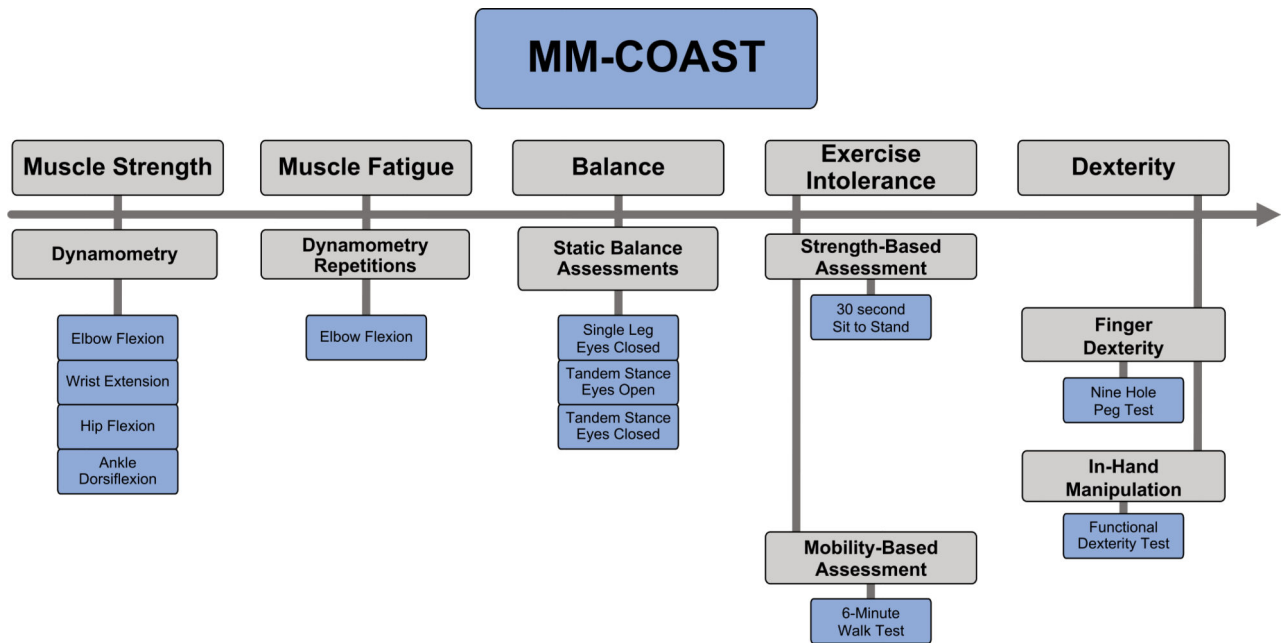 MM-COAST
Muscle Strength
Dynamometry
Elbow Flexion
Wrist Extension
Hip Flexion
Ankle
Dorsiflexion
Muscle Fatigue
Dynamometry
Repetitions
Elbow Flexion
Balance
Static Balance
Assessments
Single Leg
Eyes Closed
Tandem Stance
Eyes Open
Tandem Stance
Eyes Closed
Exercise
Intolerance
Strength-Based
Assessment
30 second
Sit to Stand
Mobility-Based
Assessment
6-Minute
Walk Test
Dexterity
Finger
Dexterity
Nine Hole
Peg Test
In-Hand
Manipulation
Functional
Dexterity Test